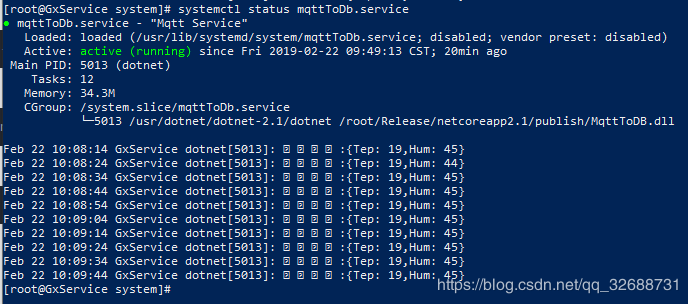 [root@GxService system]# systemctl status mqttToDb.service
● mqttToDb.service - "Mqtt Service"
Loaded: loaded (/usr/lib/systemd/system/mqttToDb.service; disabled; vendor preset: disabled)
Active: active (running) since Fri 2019-02-22 09:49:13 CST; 20min ago
Main PID: 5013 (dotnet)
Tasks: 12
Memory: 34.3M
CGroup: /system.slice/mqttToDb.service
└─5013 /usr/dotnet/dotnet-2.1/dotnet /root/Release/netcoreapp2.1/publish/MqttToDB.dll
Feb 22 10:08:14 GxService dotnet[5013]: :{Tep: 19,Hum: 45}
Feb 22 10:08:24 GxService dotnet[5013]: :{Tep: 19,Hum: 44}
Feb 22 10:08:34 GxService dotnet[5013]: :{Tep: 19,Hum: 45}
Feb 22 10:08:44 GxService dotnet[5013]: :{Tep: 19,Hum: 45}
Feb 22 10:08:54 GxService dotnet[5013]: :{Tep: 19,Hum: 45}
Feb 22 10:09:04 GxService dotnet[5013]: :{Tep: 19,Hum: 45}
Feb 22 10:09:14 GxService dotnet[5013]: :{Tep: 19,Hum: 45}
Feb 22 10:09:24 GxService dotnet[5013]: :{Tep: 19,Hum: 45}
Feb 22 10:09:34 GxService dotnet[5013]: :{Tep: 19,Hum: 45}
Feb 22 10:09:44 GxService dotnet[5013]: :{Tep: 19,Hum: 45}
[root@GxService system]#
https://blog.csdn.net/qq_32688731